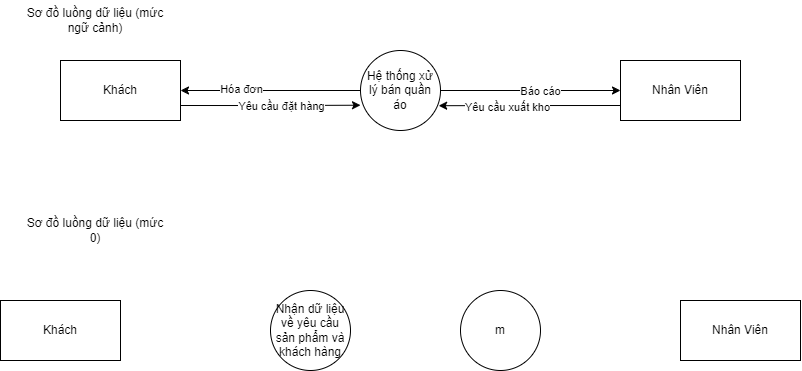 Sơ đồ luồng dữ liệu (mức
ngữ cảnh)
Khách
Hóa đơn
Yêu cầu đặt hàng
Hệ thống xử
lý bán quần
áo
Báo cáo
Yêu cầu xuất kho
Nhân Viên
Sơ đồ luồng dữ liệu (mức
0)
Khách
Nhận dữ liệu
về yêu cầu
sản phẩm và
khách hàng
m
Nhân Viên